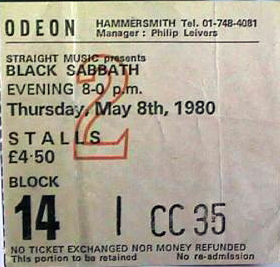 ODEON HAMMERSMITH Tel. 01-748-4081
Manager : Philip Leivers
STRAIGHT MUSIC presents
BLACK SABBATH
EVENING 8-0 p.m.
Thursday, May 8th, 1980
2
STALLS
£4·50
BLOCK
14 I CC 35
NO TICKET EXCHANGED NOR MONEY REFUNDED
This portion to be retained No re-admission